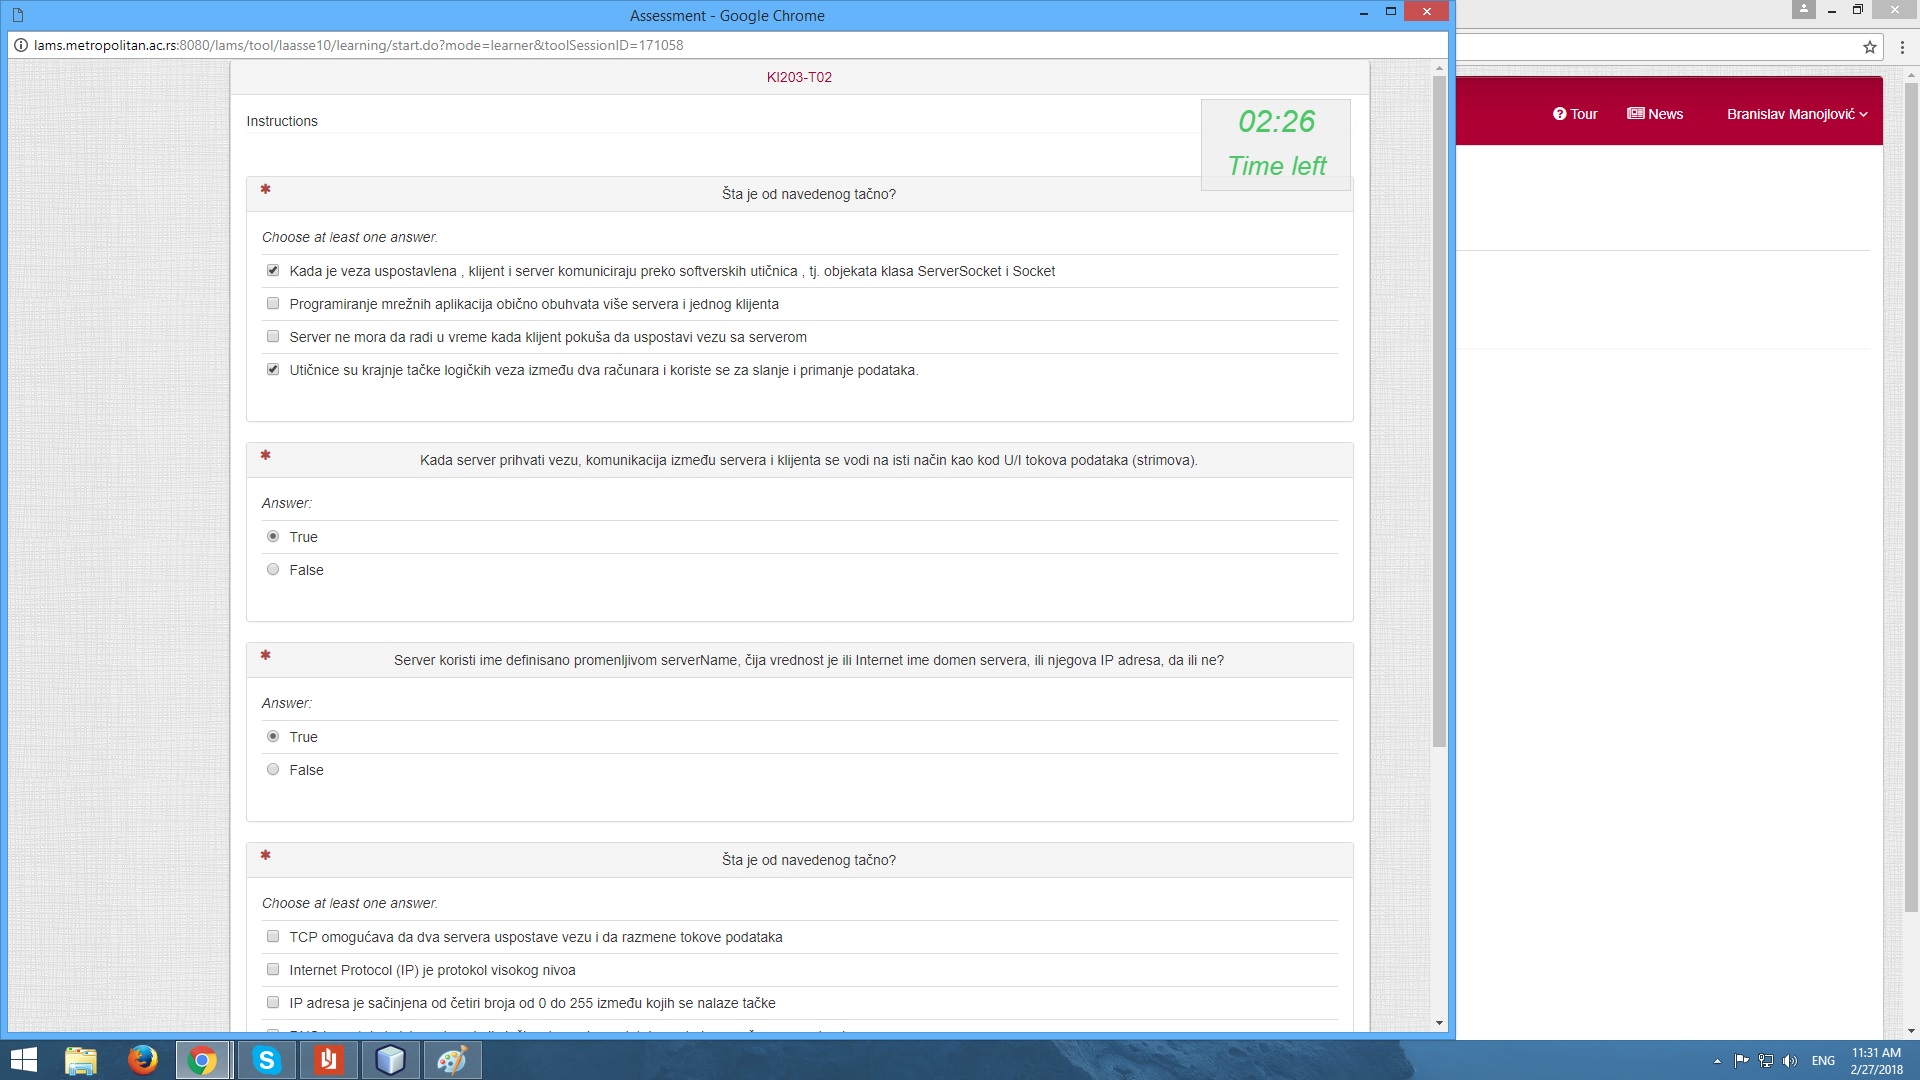 Assessment - Google Chrome
lams.metropolitan.ac.rs:8080/lams/tool/laasse10/learning/start.do?mode=learner&toolSessionID=171058
KI203-T02
Tour
News
Branislav Manojlović
Instructions
02:26
Time left
* Šta je od navedenog tačno?
Choose at least one answer.
Kada je veza uspostavlena , klijent i server komuniciraju preko softverskih utičnica , tj. objekata klasa ServerSocket i Socket
Programiranje mrežnih aplikacija obično obuhvata više servera i jednog klijenta
Server ne mora da radi u vreme kada klijent pokuša da uspostavi vezu sa serverom
Utičnice su krajnje tačke logičkih veza između dva računara i koriste se za slanje i primanje podataka.
* Kada server prihvati vezu, komunikacija između servera i klijenta se vodi na isti način kao kod U/I tokova podataka (strimova).
Answer:
True
False
* Server koristi ime definisano promenljivom serverName, čija vrednost je ili Internet ime domen servera, ili njegova IP adresa, da ili ne?
Answer:
True
False
* Šta je od navedenog tačno?
Choose at least one answer.
TCP omogućava da dva servera uspostave vezu i da razmene tokove podataka
Internet Protocol (IP) je protokol visokog nivoa
IP adresa je sačinjena od četiri broja od 0 do 255 između kojih se nalaze tačke
ENG
11:31 AM
2/27/2018